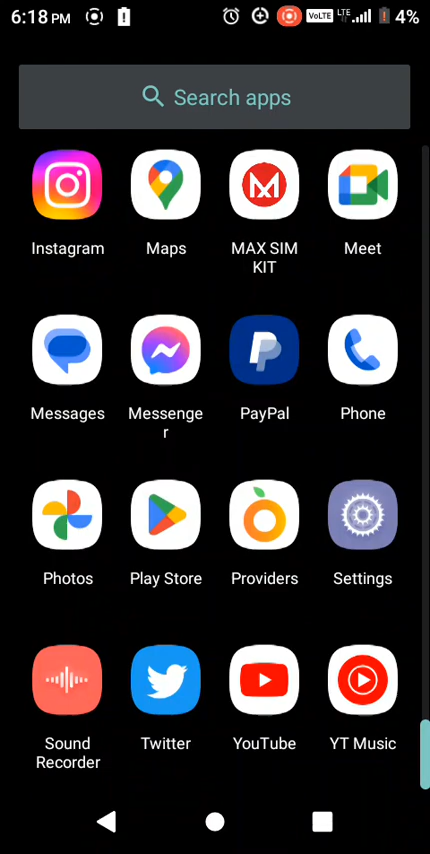 6:18 PM VoLTE LTE 4%
Search apps
Instagram Maps MAX SIM Meet
KIT
Messages Messenge PayPal Phone
r
Photos Play Store Providers Settings
Sound Twitter YouTube YT Music
Recorder